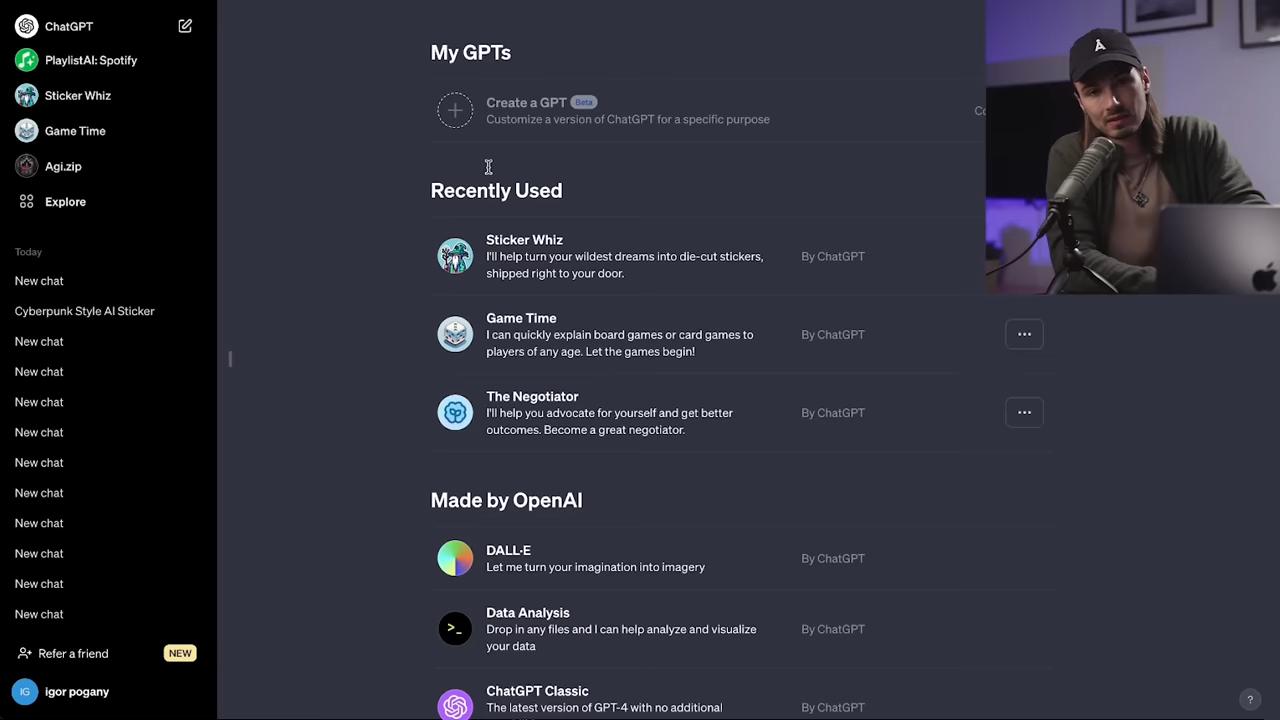 ChatGPT
PlaylistAI: Spotify
Sticker Whiz
Game Time
Agi.zip
Explore
Today
New chat
Cyberpunk Style AI Sticker
New chat
New chat
New chat
New chat
New chat
New chat
New chat
New chat
New chat
New chat
Refer a friend NEW
IG igor pogany
My GPTs
Create a GPT Beta
Customize a version of ChatGPT for a specific purpose
Recently Used
Sticker Whiz
I'll help turn your wildest dreams into die-cut stickers,
shipped right to your door.
By ChatGPT
Game Time
I can quickly explain board games or card games to
players of any age. Let the games begin!
By ChatGPT
The Negotiator
I'll help you advocate for yourself and get better
outcomes. Become a great negotiator.
By ChatGPT
Made by OpenAI
DALL·E
Let me turn your imagination into imagery
By ChatGPT
Data Analysis
Drop in any files and I can help analyze and visualize
your data
By ChatGPT
ChatGPT Classic
The latest version of GPT-4 with no additional
By ChatGPT
?